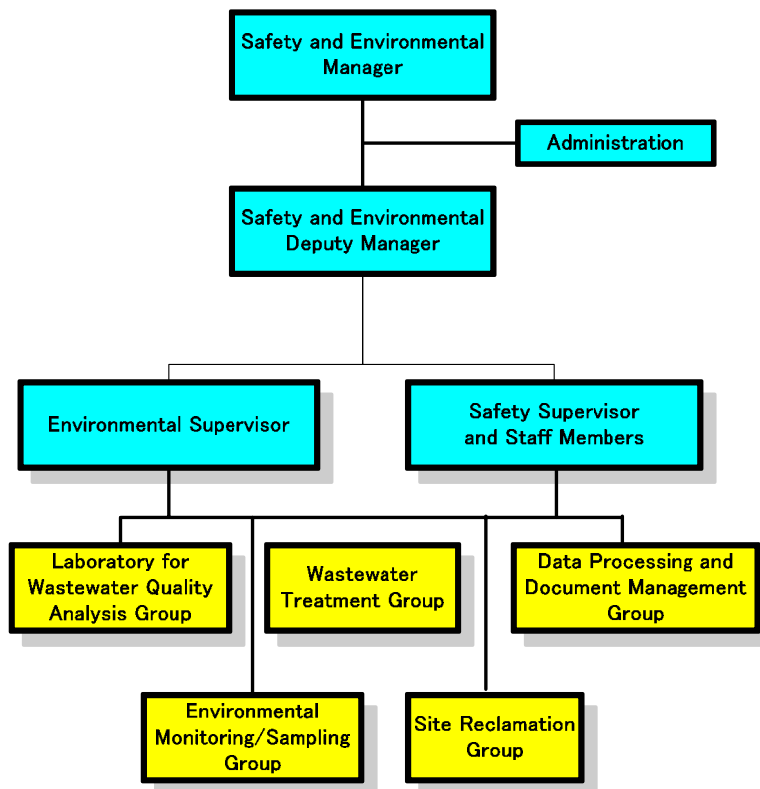 Safety and Environmental
Manager
Administration
Safety and Environmental
Deputy Manager
Environmental Supervisor
Safety Supervisor
and Staff Members
Laboratory for
Wastewater Quality
Analysis Group
Wastewater
Treatment Group
Data Processing and
Document Management
Group
Environmental
Monitoring/Sampling
Group
Site Reclamation
Group